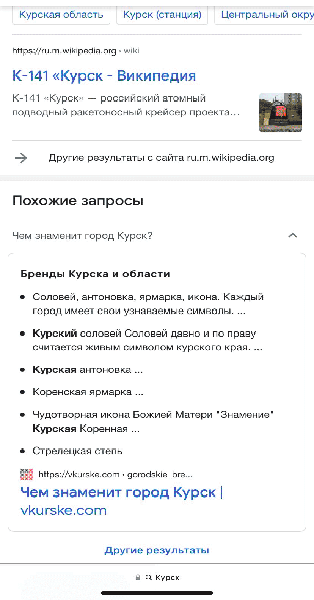 Курская область
Курск (станция)
Центральный окру
https://ru.m.wikipedia.org › wiki
К-141 «Курск - Википедия
К-141 «Курск» — российский атомный
подводный ракетоносный крейсер проекта...
Другие результаты с сайта ru.m.wikipedia.org
Похожие запросы
Чем знаменит город Курск?
Бренды Курска и области
Соловей, антоновка, ярмарка, икона. Каждый
город имеет свои узнаваемые символы. ...
Курский соловей Соловей давно и по праву
считается живым символом курского края. ...
Курская антоновка ...
Коренская ярмарка ...
Чудотворная икона Божией Матери "Знамение"
Курская Коренная ...
Стрелецкая степь
https://vkurske.com › gorodskie-bre...
Чем знаменит город Курск |
vkurske.com
Другие результаты
Курск